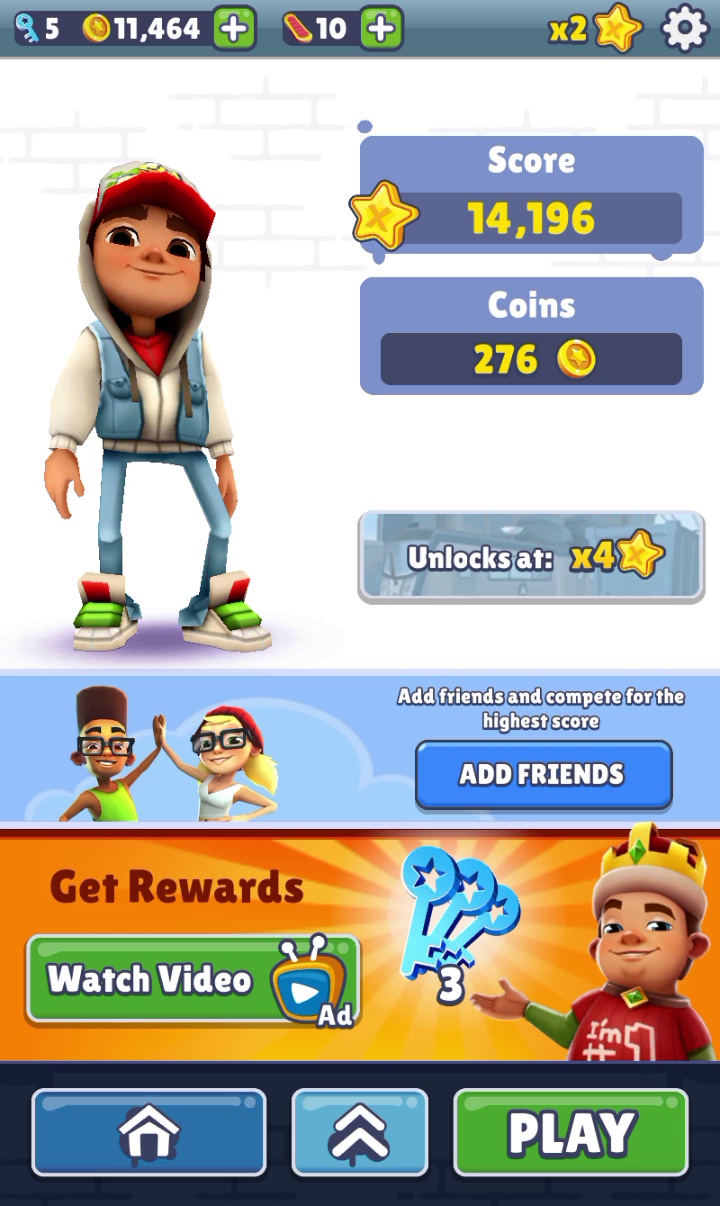 5 11,464 10 x2
Score
14,196
Coins
276
Unlocks at: x4
Add friends and compete for the
highest score
ADD FRIENDS
Get Rewards
Watch Video
Ad
3
I'm
#1
PLAY